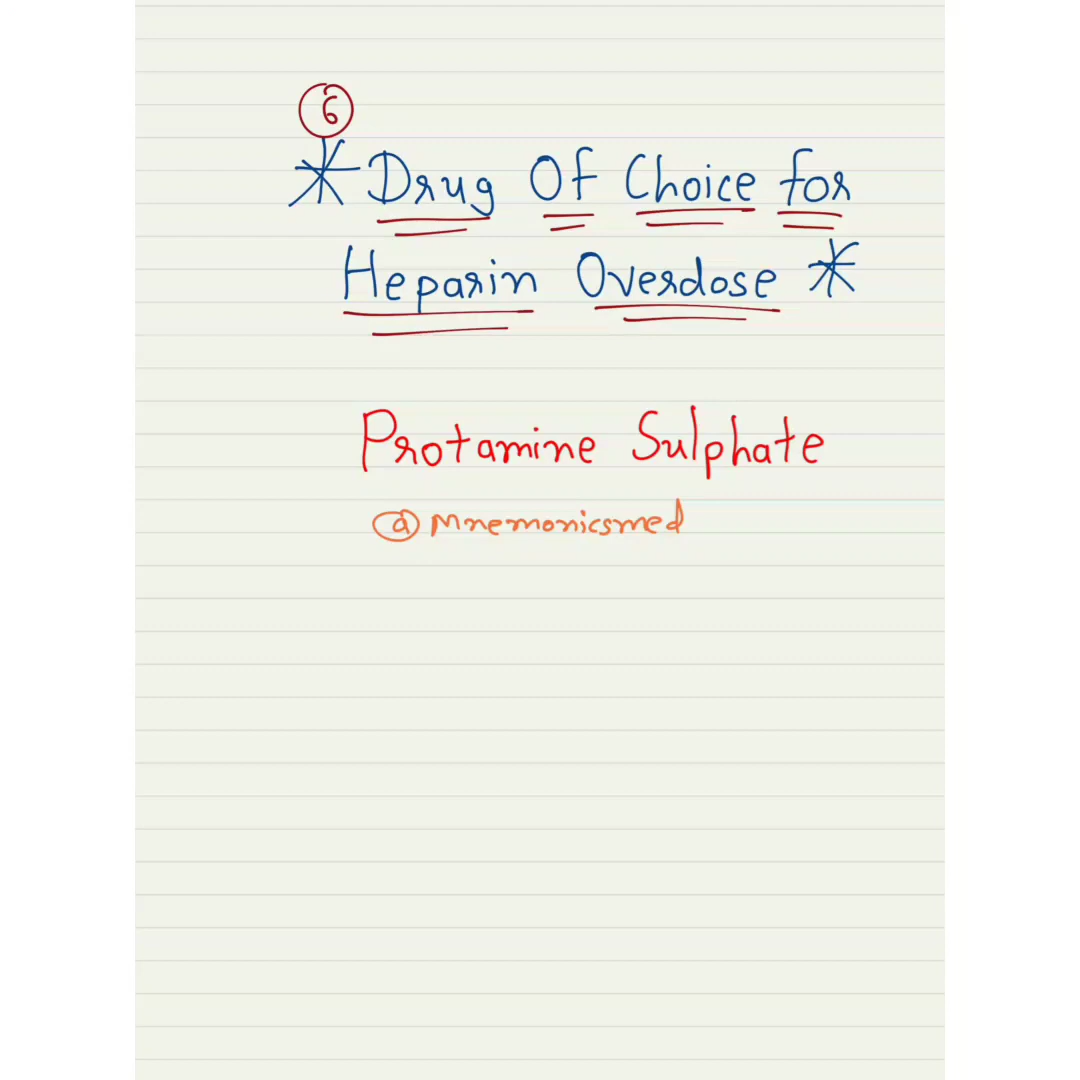 6
* Drug Of Choice for
Heparin Overdose *
Protamine Sulphate
@mnemonicsmed